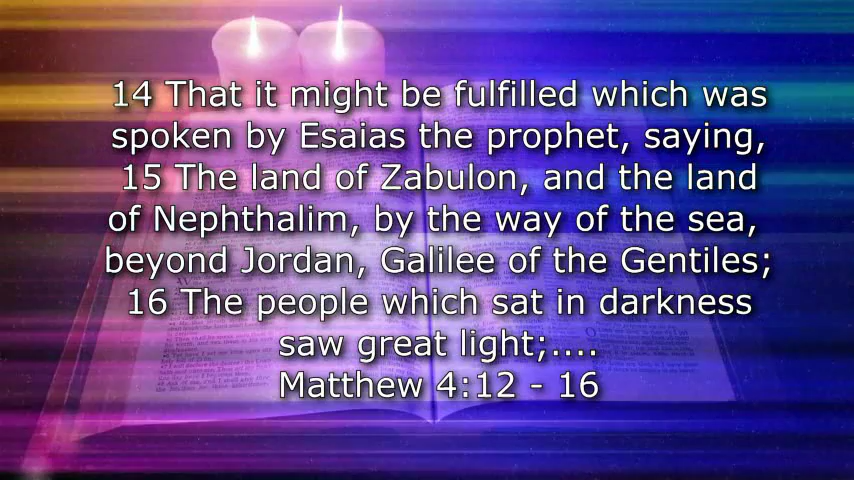 14 That it might be fulfilled which was
spoken by Esaias the prophet, saying,
15 The land of Zabulon, and the land
of Nephthalim, by the way of the sea,
beyond Jordan, Galilee of the Gentiles;
16 The people which sat in darkness
saw great light;....
Matthew 4:12 - 16